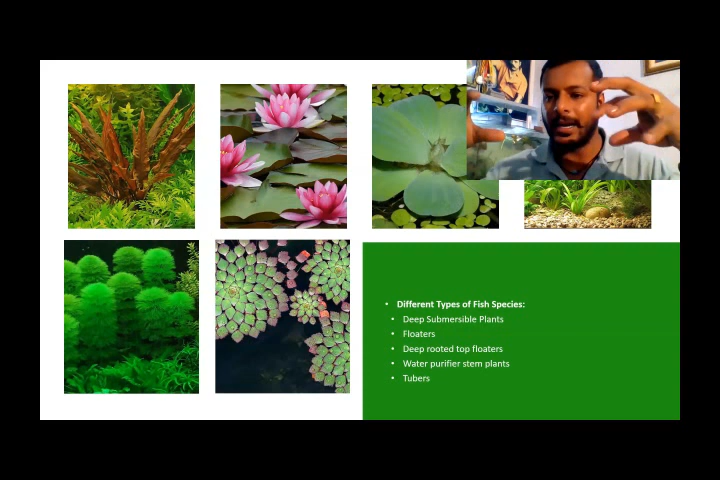 Different Types of Fish Species:
Deep Submersible Plants
Floaters
Deep rooted top floaters
Water purifier stem plants
Tubers